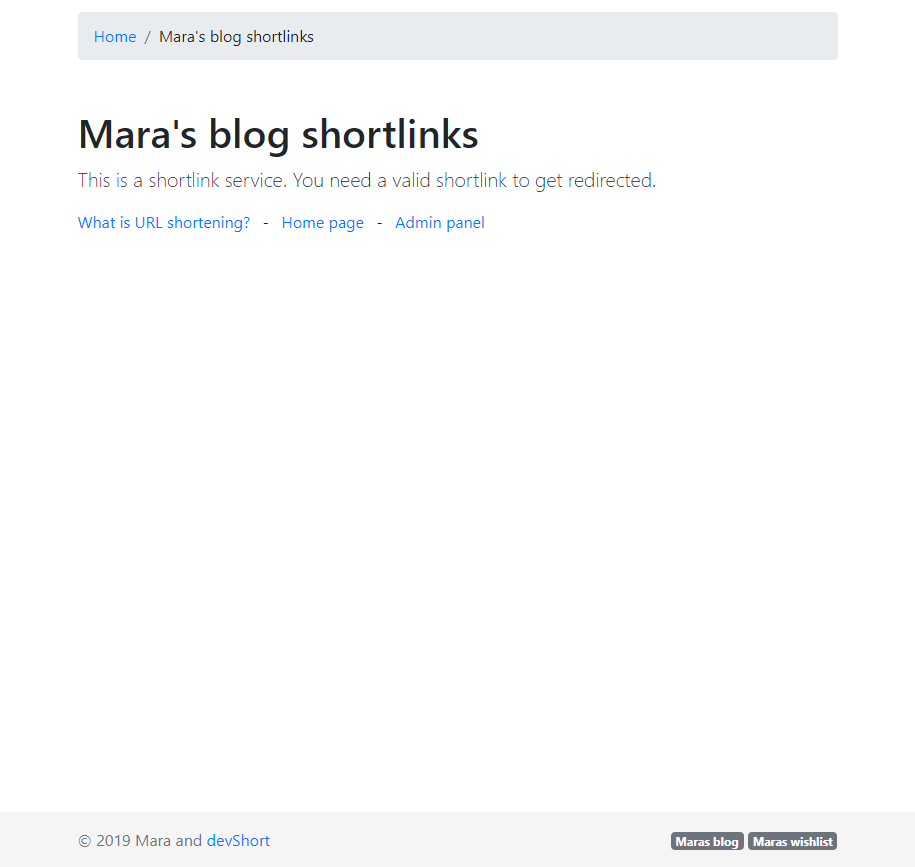 Home / Mara's blog shortlinks
Mara's blog shortlinks
This is a shortlink service. You need a valid shortlink to get redirected.
What is URL shortening? - Home page - Admin panel
© 2019 Mara and devShort Maras blog Maras wishlist